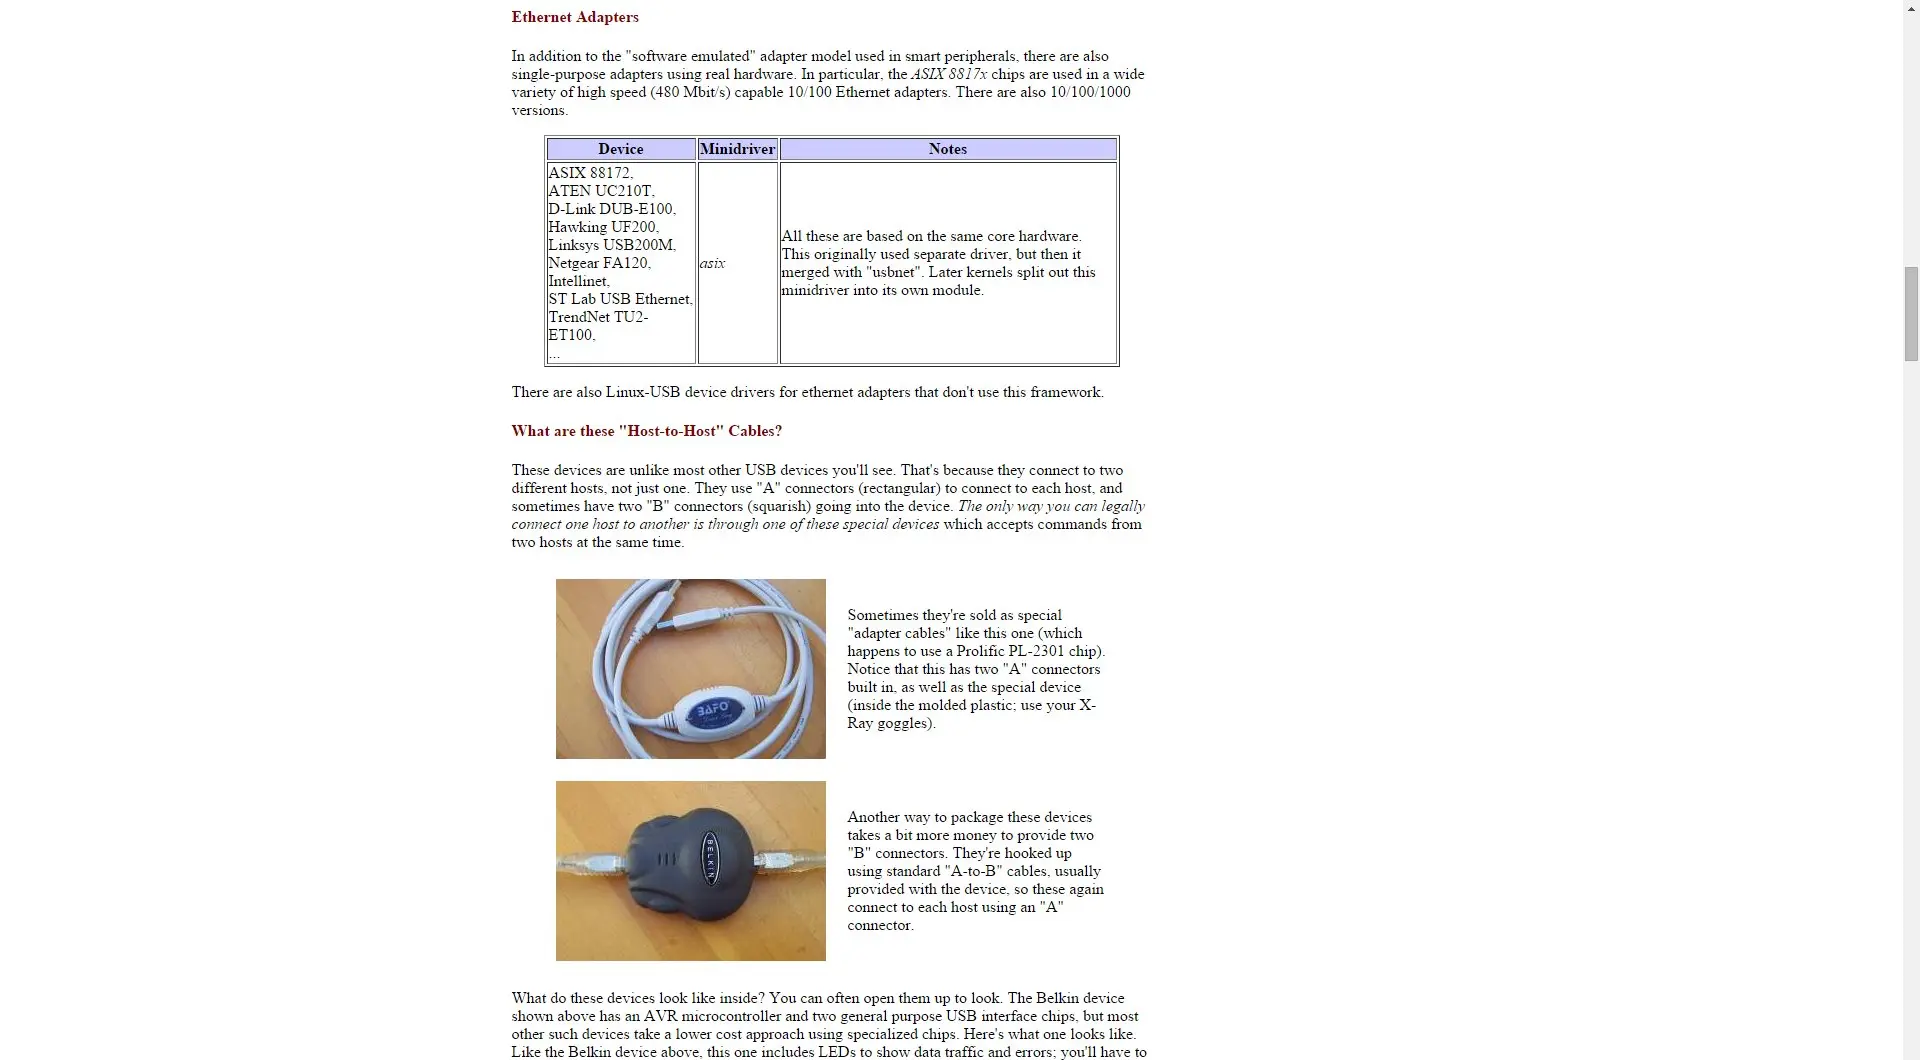 Ethernet Adapters
In addition to the "software emulated" adapter model used in smart peripherals, there are also
single-purpose adapters using real hardware. In particular, the ASIX 8817x chips are used in a wide
variety of high speed (480 Mbit/s) capable 10/100 Ethernet adapters. There are also 10/100/1000
versions.
Device Minidriver Notes
ASIX 88172,
ATEN UC210T,
D-Link DUB-E100,
Hawking UF200,
Linksys USB200M,
Netgear FA120,
Intellinet,
ST Lab USB Ethernet,
TrendNet TU2-
ET100,
...
asix
All these are based on the same core hardware.
This originally used separate driver, but then it
merged with "usbnet". Later kernels split out this
minidriver into its own module.
There are also Linux-USB device drivers for ethernet adapters that don't use this framework.
What are these "Host-to-Host" Cables?
These devices are unlike most other USB devices you'll see. That's because they connect to two
different hosts, not just one. They use "A" connectors (rectangular) to connect to each host, and
sometimes have two "B" connectors (squarish) going into the device. The only way you can legally
connect one host to another is through one of these special devices which accepts commands from
two hosts at the same time.
BAFO
Sometimes they're sold as special
"adapter cables" like this one (which
happens to use a Prolific PL-2301 chip).
Notice that this has two "A" connectors
built in, as well as the special device
(inside the molded plastic; use your X-
Ray goggles).
BELKIN
Another way to package these devices
takes a bit more money to provide two
"B" connectors. They're hooked up
using standard "A-to-B" cables, usually
provided with the device, so these again
connect to each host using an "A"
connector.
What do these devices look like inside? You can often open them up to look. The Belkin device
shown above has an AVR microcontroller and two general purpose USB interface chips, but most
other such devices take a lower cost approach using specialized chips. Here's what one looks like.
Like the Belkin device above, this one includes LEDs to show data traffic and errors; you'll have to